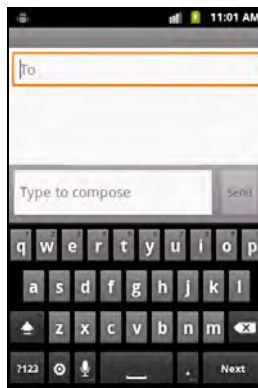 11:01 AM
To
Type to compose
Send
q w e r t y u i o p
a s d f g h j k l
z x c v b n m
?123 . Next